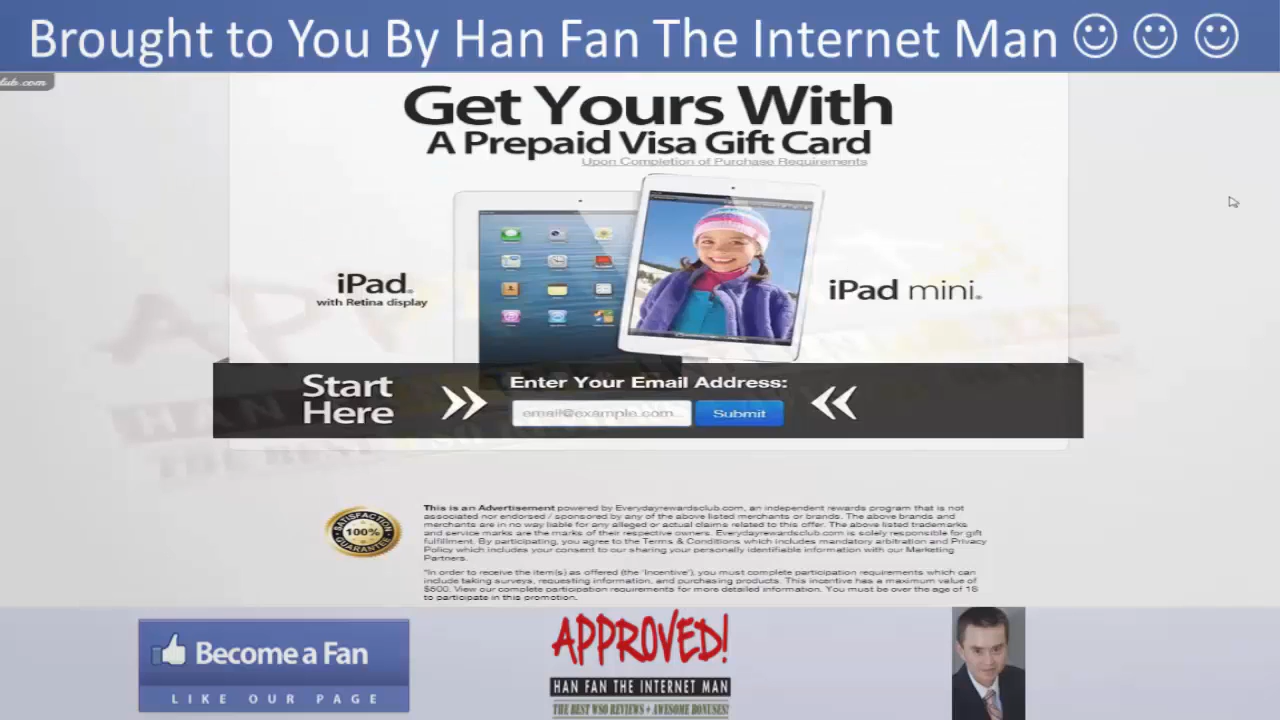 Brought to You By Han Fan The Internet Man
club.com
Get Yours With
A Prepaid Visa Gift Card
Upon Completion of Purchase Requirements
iPad
with Retina display
iPad mini.
Start
Here
Enter Your Email Address:
email@example.com
Submit
SATISFACTION
100%
GUARANTEE
This is an Advertisement powered by Everydayrewardsclub.com, an independent rewards program that is not
associated nor endorsed / sponsored by any of the above listed merchants or brands. The above brands and
merchants are in no way liable for any alleged or actual claims related to this offer. The above listed trademarks
and service marks are the marks of their respective owners. Everydayrewardsclub.com is solely responsible for gift
fulfillment. By participating, you agree to the Terms & Conditions which includes mandatory arbitration and Privacy
Policy which includes your consent to our sharing your personally identifiable information with our Marketing
Partners.
*In order to receive the item(s) as offered (the 'Incentive'), you must complete participation requirements which can
include taking surveys, requesting information, and purchasing products. This incentive has a maximum value of
$600. View our complete participation requirements for more detailed information. You must be over the age of 18
to participate in this promotion.
Become a Fan
LIKE OUR PAGE
APPROVED!
HAN FAN THE INTERNET MAN
THE BEST WSO REVIEWS + AWESOME BONUSES!